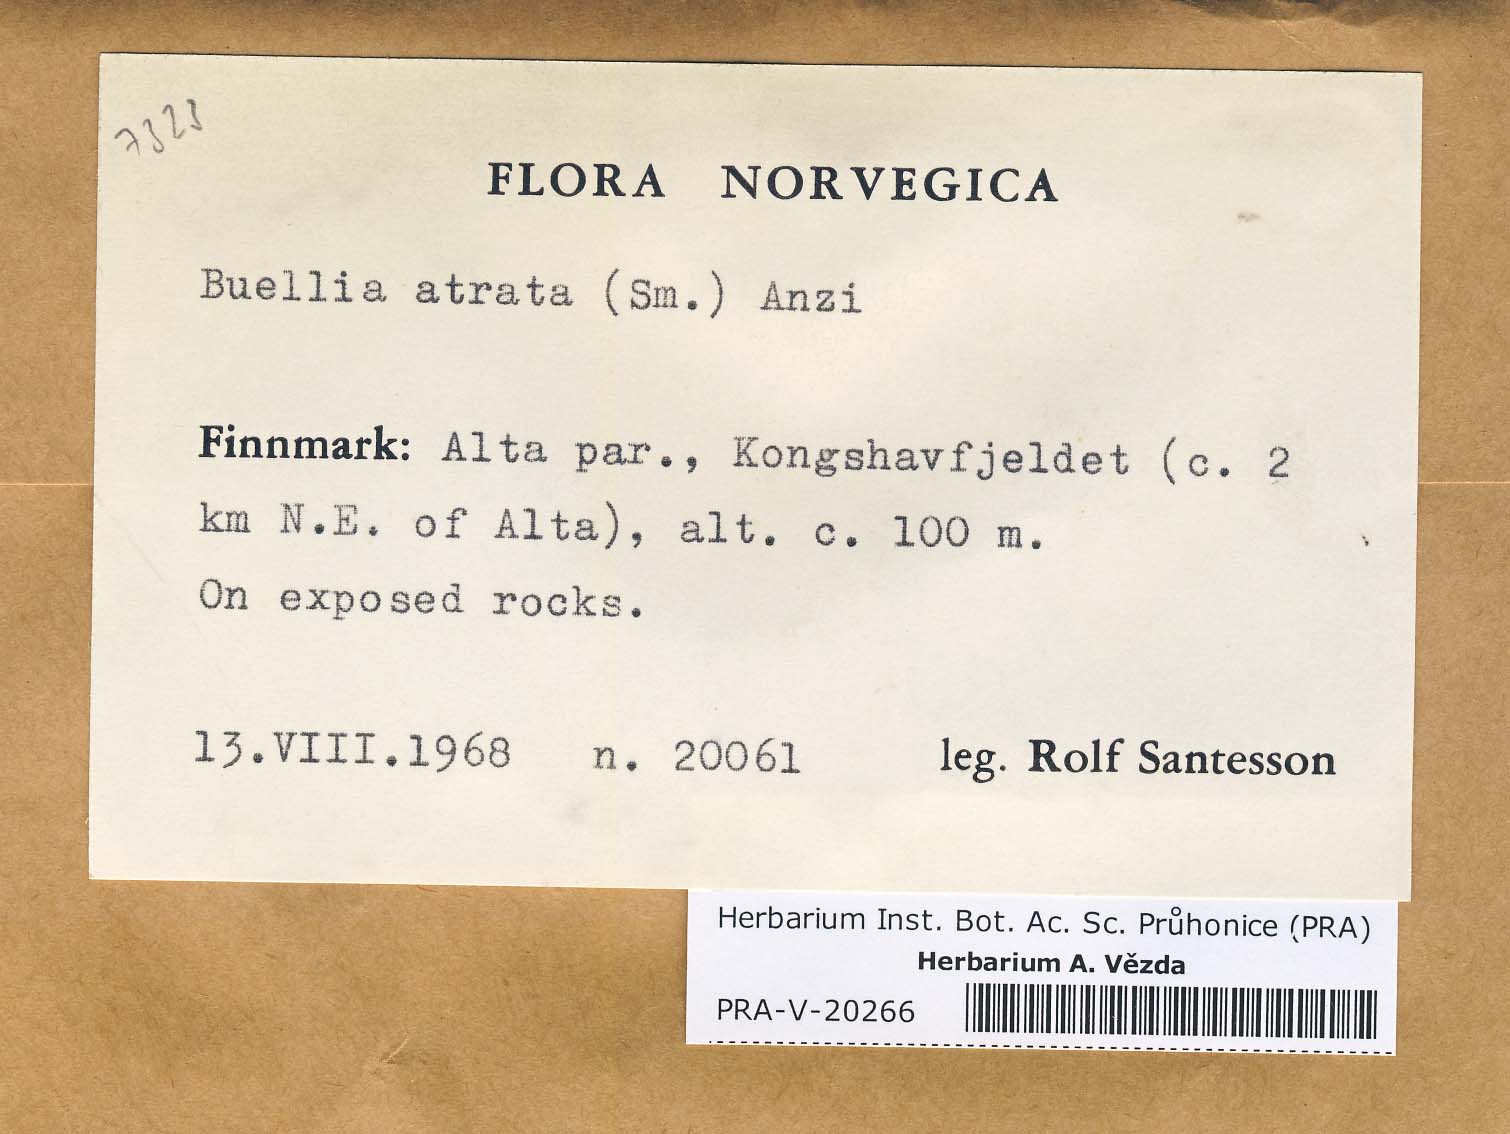 7323
FLORA NORVEGICA
Buellia atrata (Sm.) Anzi
Finnmark: Alta par., Kongshavfjeldet (c. 2
km N.E. of Alta), alt. c. 100 m.
On exposed rocks.
13.VIII.1968 n. 20061 leg. Rolf Santesson
Herbarium Inst. Bot. Ac. Sc. Průhonice (PRA)
Herbarium A. Vězda
PRA-V-20266